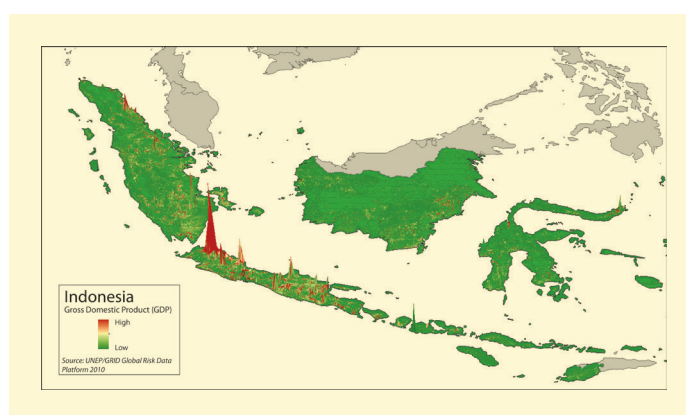 Indonesia
Gross Domestic Product (GDP)
High
Low
Source: UNEP/GRID Global Risk Data
Platform 2010